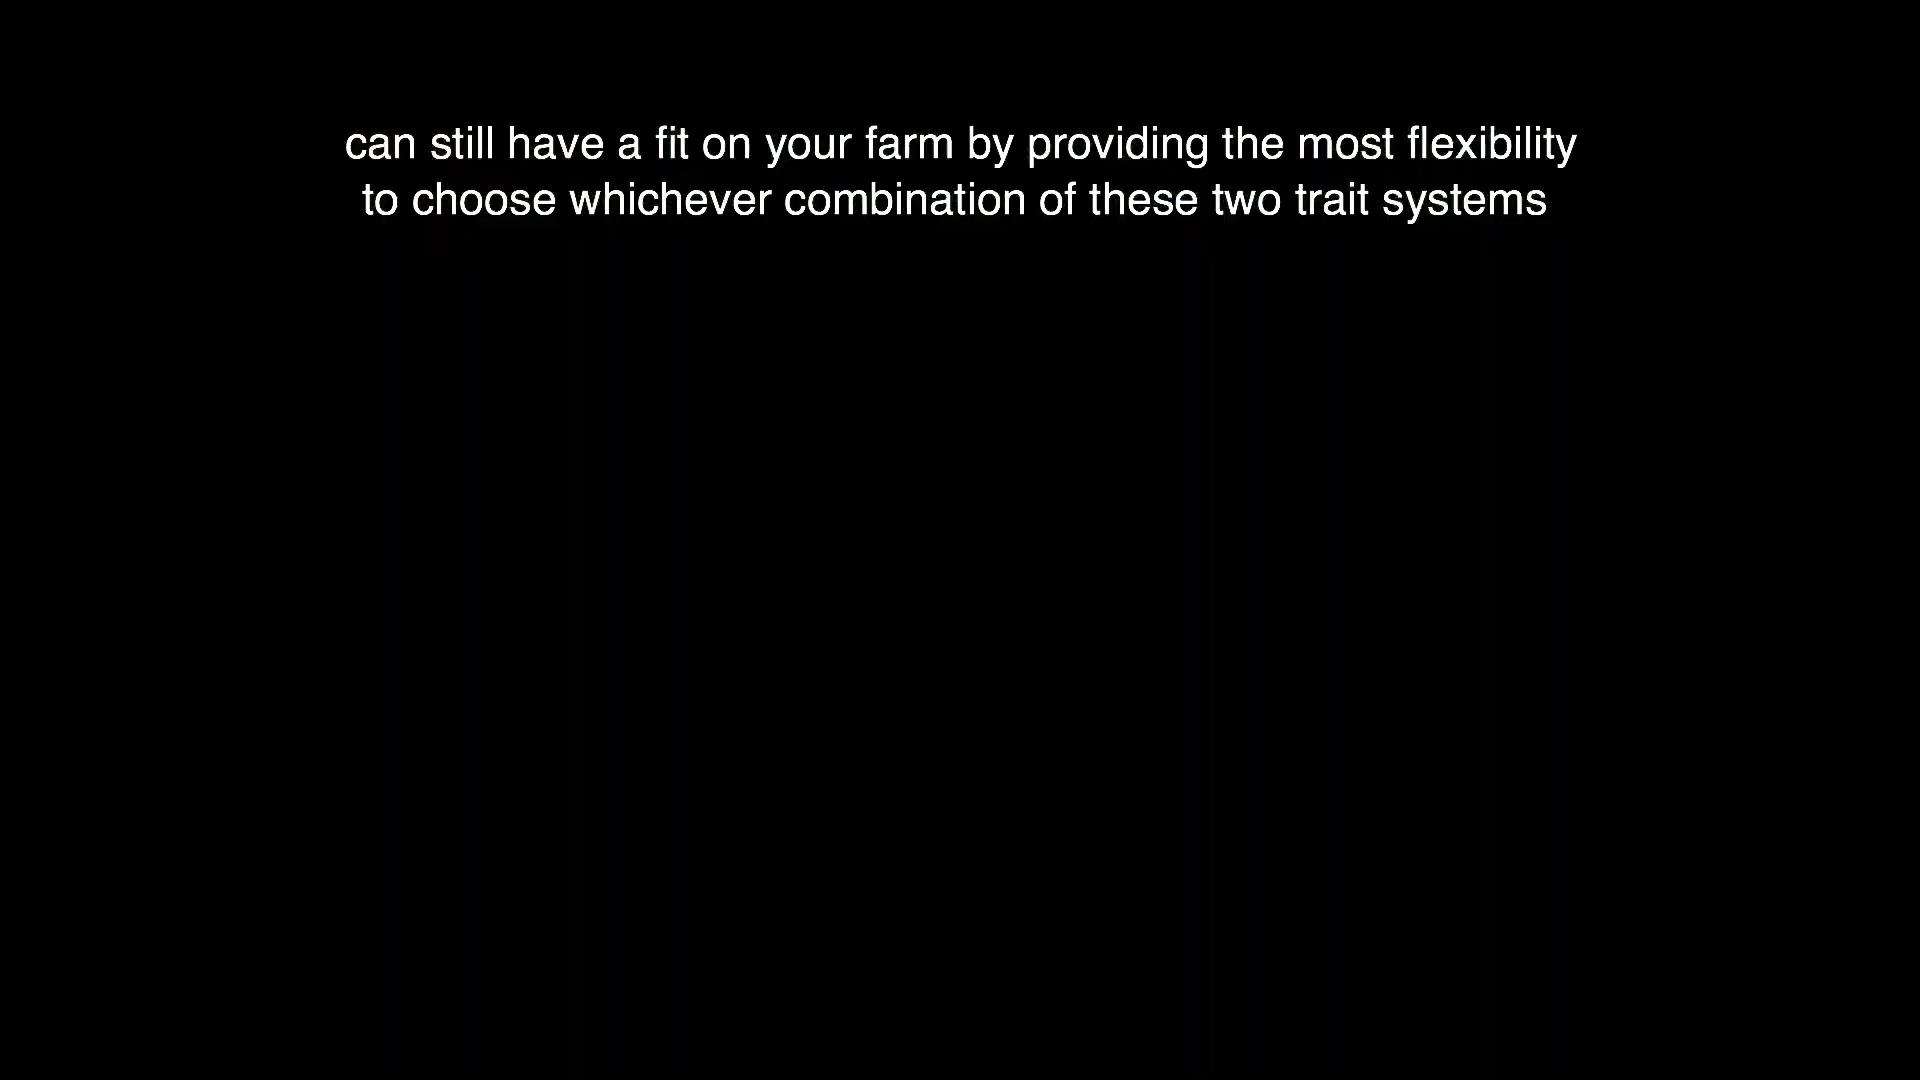 can still have a fit on your farm by providing the most flexibility
to choose whichever combination of these two trait systems